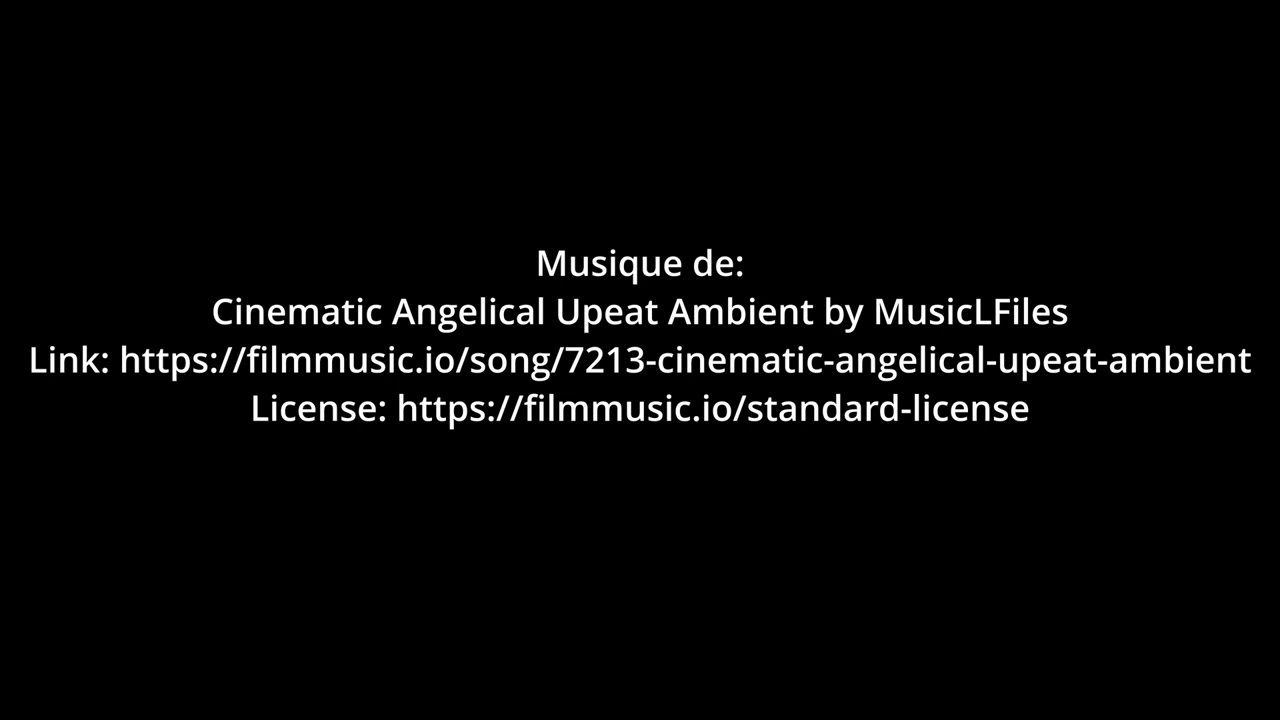 Musique de:
Cinematic Angelical Upeat Ambient by MusicLFiles
Link: https://filmmusic.io/song/7213-cinematic-angelical-upeat-ambient
License: https://filmmusic.io/standard-license